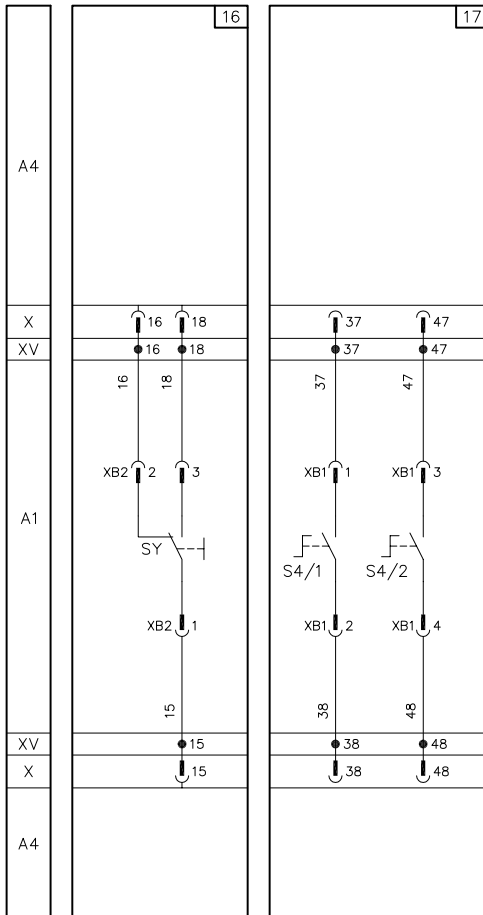 16 17
A4
X 16 18 37 47
XV 16 18 37 47
16 18 37 47
XB2 2 3 XB1 1 XB1 3
A1
SY S4/1 S4/2
XB2 1 XB1 2 XB1 4
15 38 48
XV 15 38 48
X 15 38 48
A4